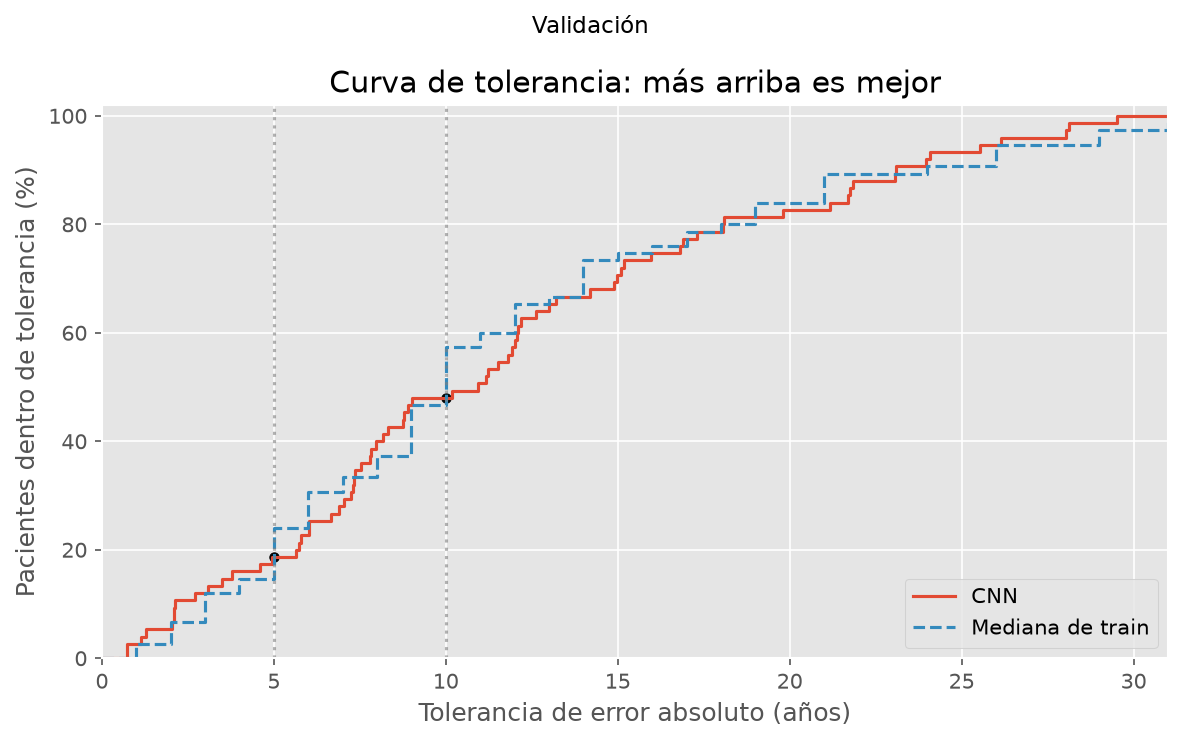 Validación
Curva de tolerancia: más arriba es mejor
Pacientes dentro de tolerancia (%)
100
80
60
40
20
0
0 5 10 15 20 25 30
Tolerancia de error absoluto (años)
CNN
Mediana de train